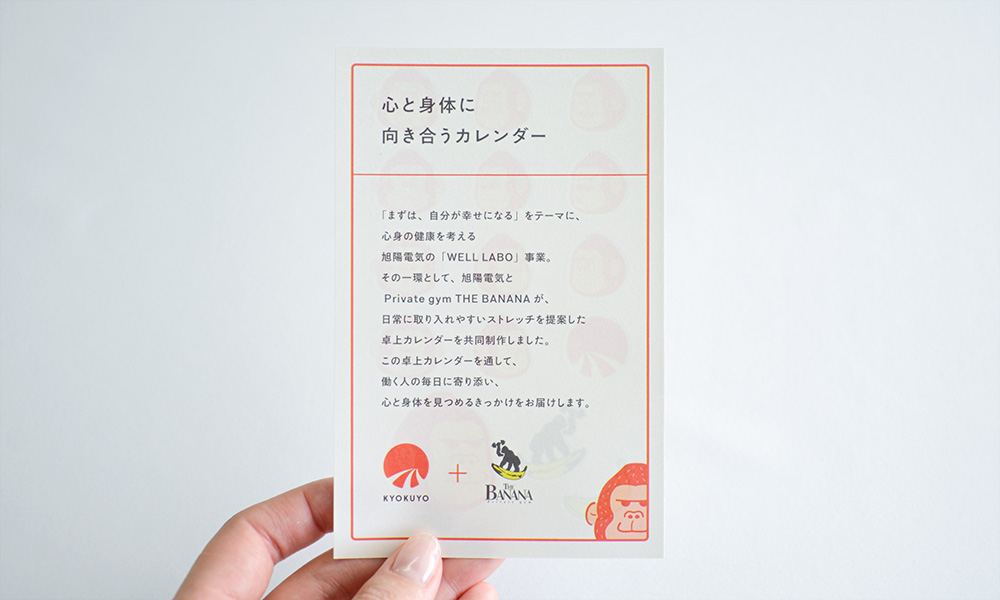 心と身体に
向き合うカレンダー
「まずは、自分が幸せになる」をテーマに、
心身の健康を考える
旭陽電気の「WELL LABO」事業。
その一環として、旭陽電気と
Private gym THE BANANA が、
日常に取り入れやすいストレッチを提案した
卓上カレンダーを共同制作しました。
この卓上カレンダーを通して、
働く人の毎日に寄り添い、
心と身体を見つめるきっかけをお届けします。
KYOKUYO
+
THE
BANANA
private gym